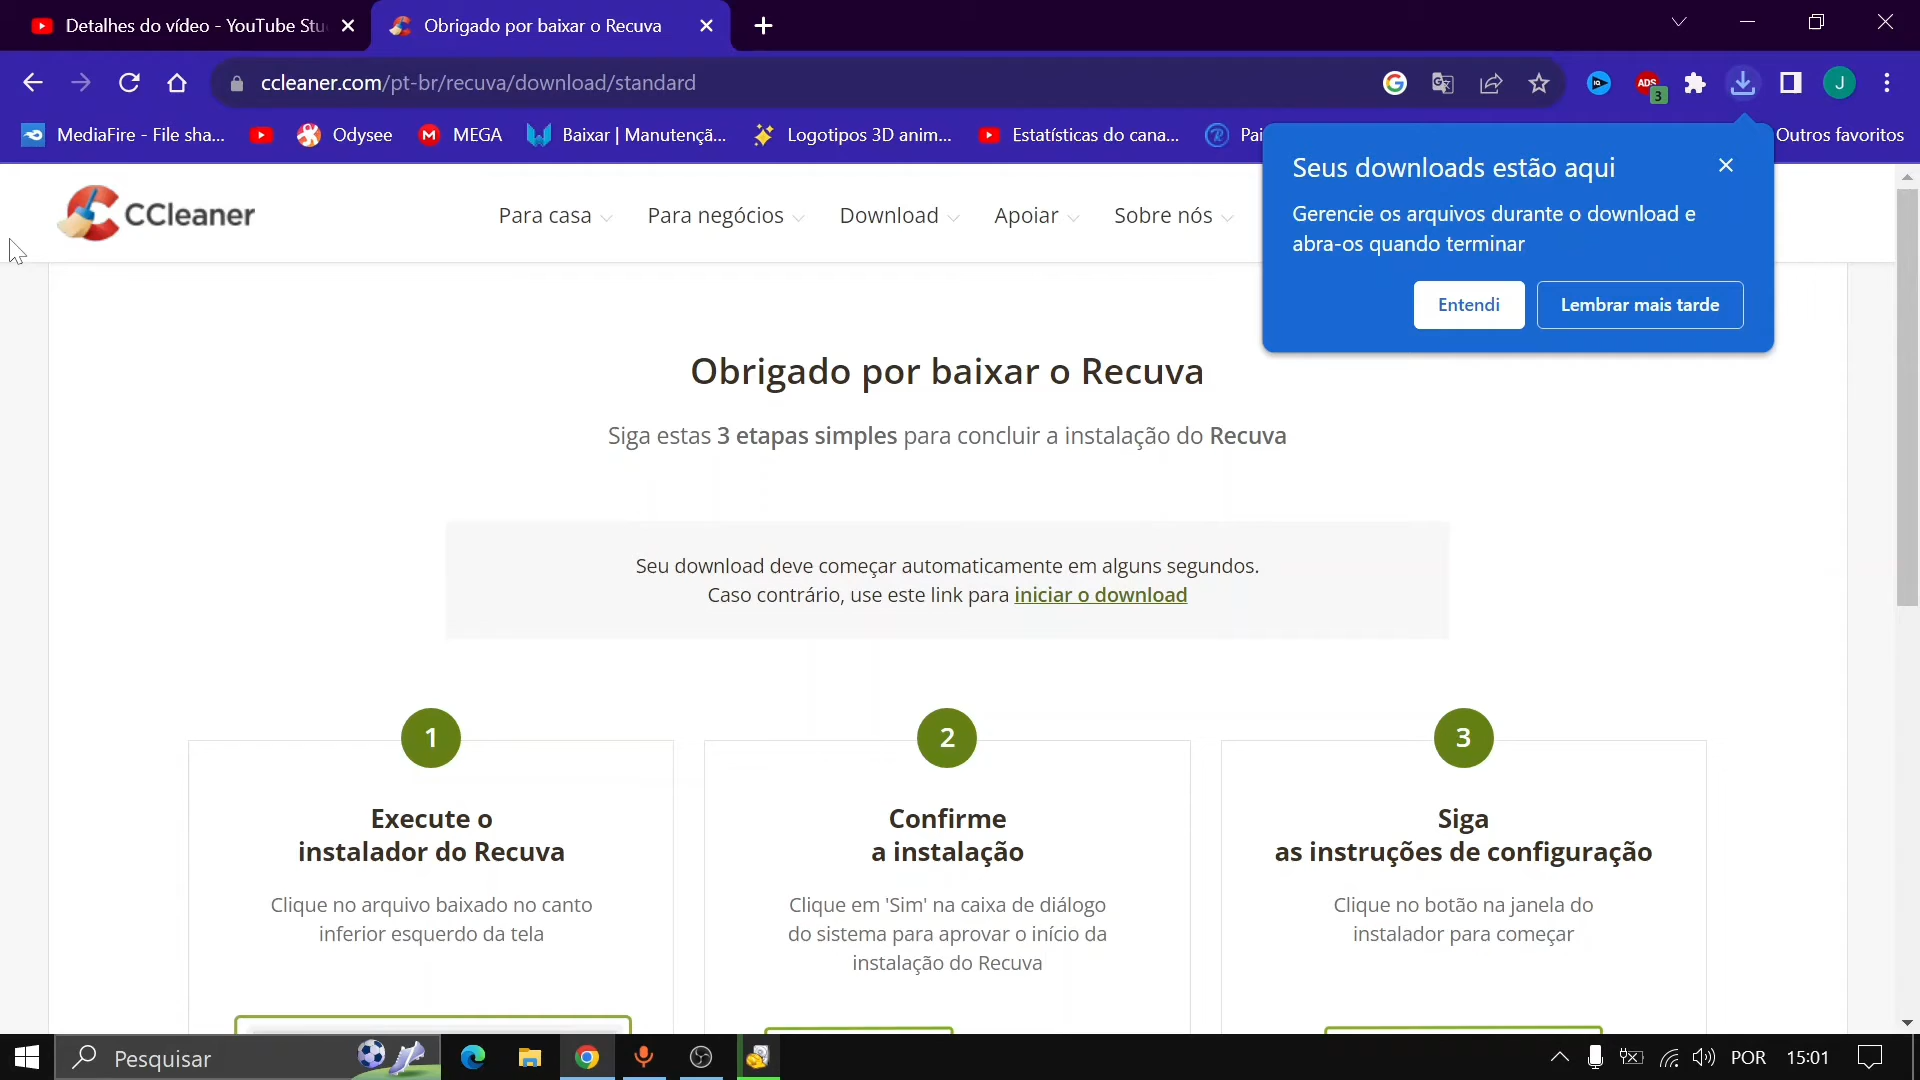 Detalhes do vídeo - YouTube Stu
Obrigado por baixar o Recuva
ccleaner.com/pt-br/recuva/download/standard
ADS
3
J
MediaFire - File sha...
Odysee
MEGA
Baixar | Manutençã...
Logotipos 3D anim...
Estatísticas do cana...
Pai
Outros favoritos
Seus downloads estão aqui
Gerencie os arquivos durante o download e
abra-os quando terminar
Entendi
Lembrar mais tarde
CCleaner
Para casa
Para negócios
Download
Apoiar
Sobre nós
Obrigado por baixar o Recuva
Siga estas 3 etapas simples para concluir a instalação do Recuva
Seu download deve começar automaticamente em alguns segundos.
Caso contrário, use este link para iniciar o download
1
Execute o
instalador do Recuva
Clique no arquivo baixado no canto
inferior esquerdo da tela
2
Confirme
a instalação
Clique em 'Sim' na caixa de diálogo
do sistema para aprovar o início da
instalação do Recuva
3
Siga
as instruções de configuração
Clique no botão na janela do
instalador para começar
Pesquisar
POR
15:01